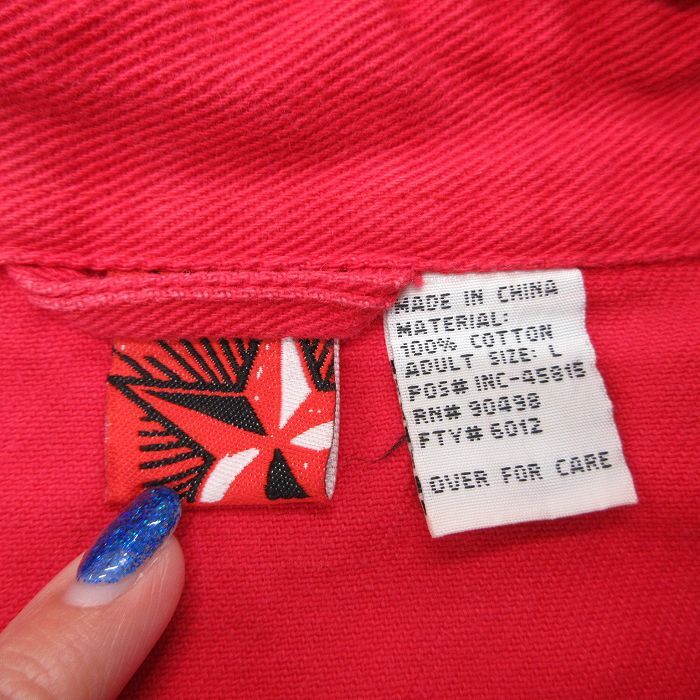 MADE IN CHINA
MATERIAL:
100% COTTON
ADULT SIZE: L
POS# INC-45815
RN# 90498
FTY# 6012
OVER FOR CARE